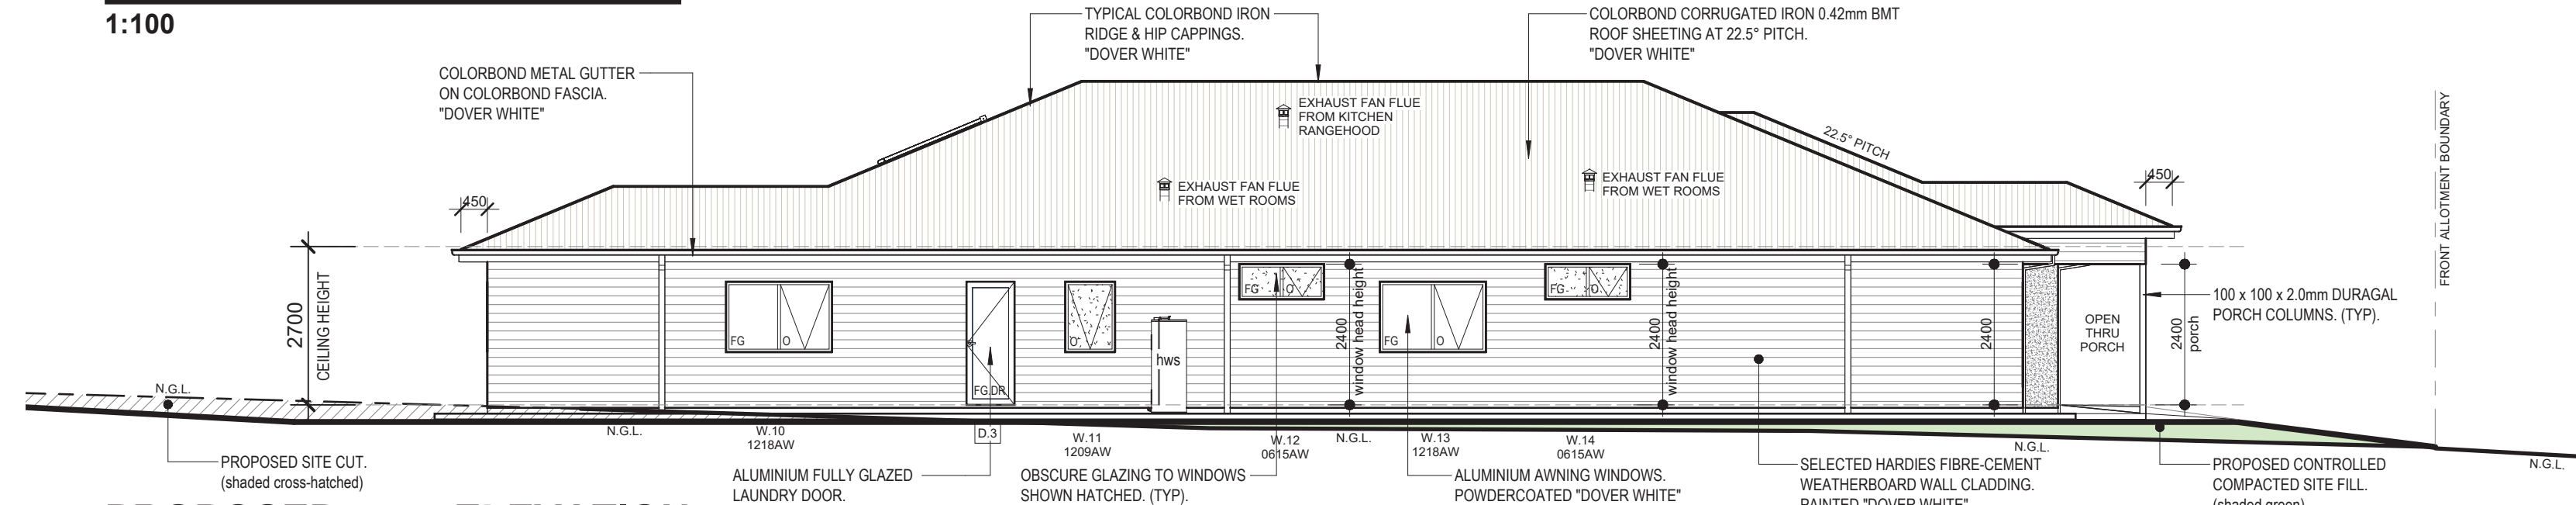 1:100
TYPICAL COLORBOND IRON
RIDGE & HIP CAPPINGS.
"DOVER WHITE"
COLORBOND CORRUGATED IRON 0.42mm BMT
ROOF SHEETING AT 22.5° PITCH.
"DOVER WHITE"
COLORBOND METAL GUTTER
ON COLORBOND FASCIA.
"DOVER WHITE"
EXHAUST FAN FLUE
FROM KITCHEN
RANGEHOOD
22.5° PITCH
FRONT ALLOTMENT BOUNDARY
EXHAUST FAN FLUE
FROM WET ROOMS
EXHAUST FAN FLUE
FROM WET ROOMS
450
450
2700
CEILING HEIGHT
FG O
FG.DR
O
hws
FG O
2400
window head height
FG O
FG O
2400
window head height
2400
OPEN
THRU
PORCH
2400
porch
100 x 100 x 2.0mm DURAGAL
PORCH COLUMNS. (TYP).
N.G.L.
N.G.L.
W.10
1218AW
D.3
W.11
1209AW
W.12
0615AW
N.G.L.
W.13
1218AW
W.14
0615AW
N.G.L.
N.G.L.
PROPOSED SITE CUT.
(shaded cross-hatched)
ALUMINIUM FULLY GLAZED
LAUNDRY DOOR.
OBSCURE GLAZING TO WINDOWS
SHOWN HATCHED. (TYP).
ALUMINIUM AWNING WINDOWS.
POWDERCOATED "DOVER WHITE"
SELECTED HARDIES FIBRE-CEMENT
WEATHERBOARD WALL CLADDING.
PAINTED "DOVER WHITE"
PROPOSED CONTROLLED
COMPACTED SITE FILL.
(shaded green)
PROPOSED ELEVATION